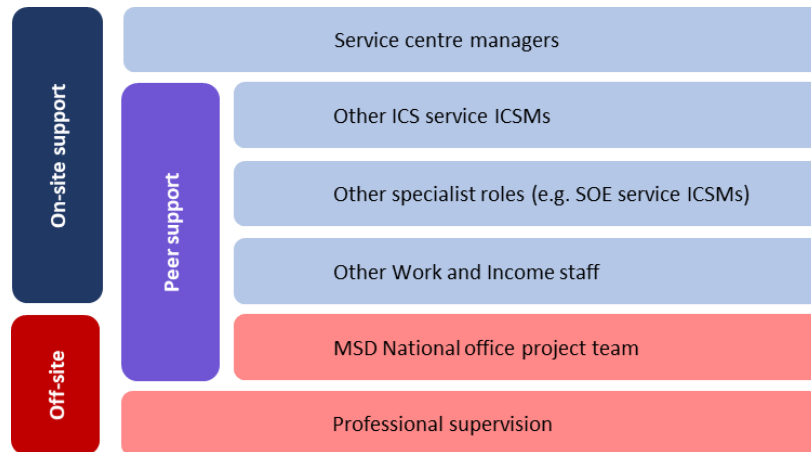 On-site support
Service centre managers
Peer support
Other ICS service ICSMs
Other specialist roles (e.g. SOE service ICSMs)
Other Work and Income staff
Off-site
MSD National office project team
Professional supervision